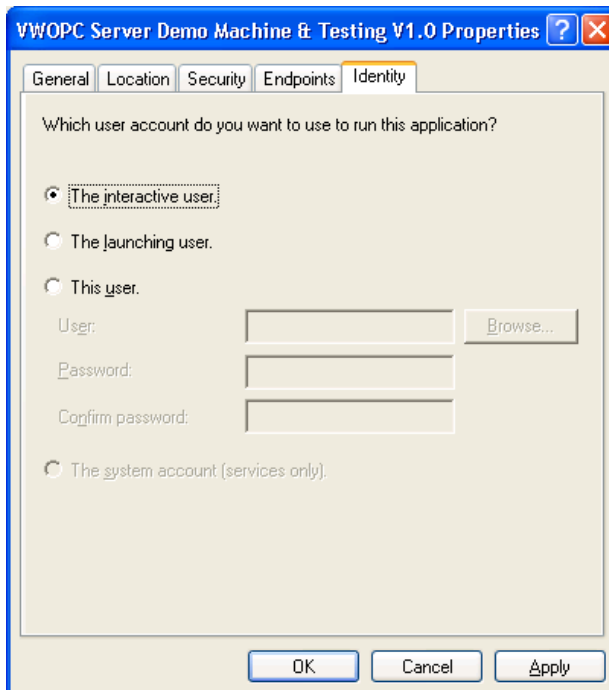 VWOPC Server Demo Machine & Testing V1.0 Properties
General Location Security Endpoints Identity
Which user account do you want to use to run this application?
The interactive user.
The launching user.
This user.
User: Browse...
Password:
Confirm password:
The system account (services only).
OK Cancel Apply